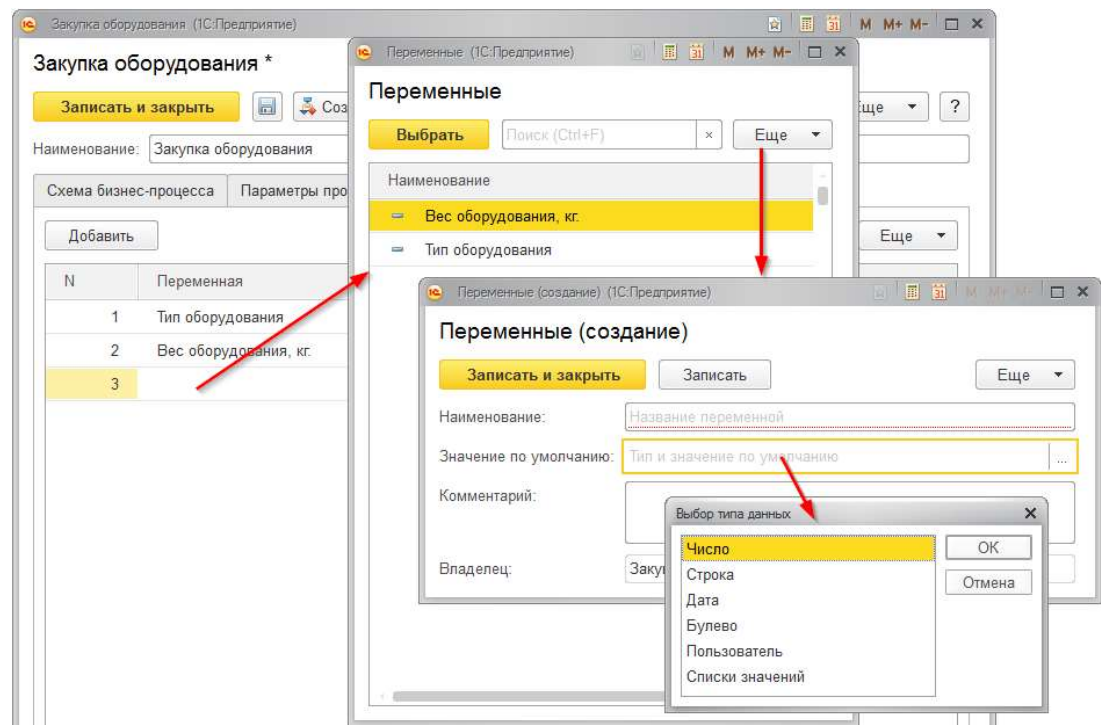 Закупка оборудования (1С:Предприятие)
31 M M+ M-
Закупка оборудования *
Записать и закрыть
?
Наименование: Закупка оборудования
Схема бизнес-процесса
Добавить
Еще
N Переменная
1 Тип оборудования
2 Вес оборудования, кг.
3
Переменные (1С:Предприятие)
31 M M+ M-
Переменные
Выбрать Поиск (Ctrl+F) × Еще
Наименование
Вес оборудования, кг.
Тип оборудования
Переменные (создание) (1С:Предприятие)
31 M M+ M-
Переменные (создание)
Записать и закрыть Записать Еще
Наименование: Название переменной
Значение по умолчанию: Тип и значение по умолчанию ...
Комментарий:
Владелец:
Выбор типа данных
Число
Строка
Дата
Булево
Пользователь
Списки значений
OK
Отмена